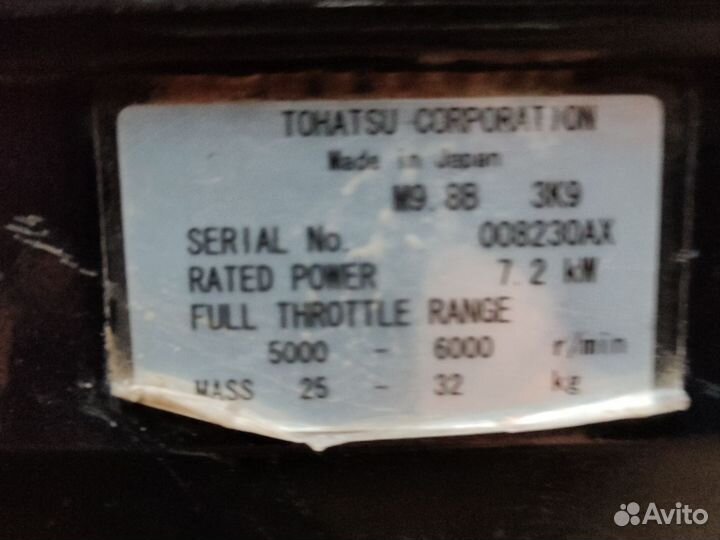 TOHATSU CORPORATION
Made in Japan
M9.8B 3K9
SERIAL No. 008230AX
RATED POWER 7.2 kW
FULL THROTTLE RANGE
5000 - 6000 r/min
MASS 25 - 32 kg
Avito